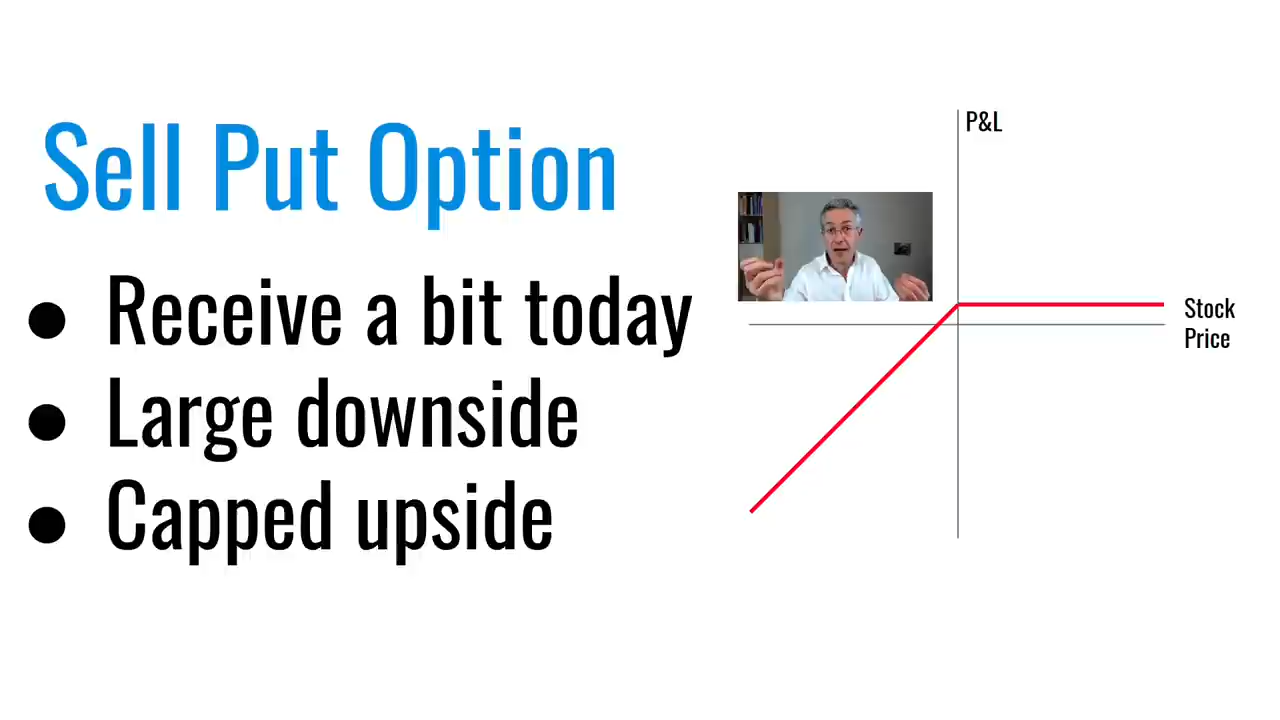 Sell Put Option
● Receive a bit today
● Large downside
● Capped upside
P&L
Stock
Price